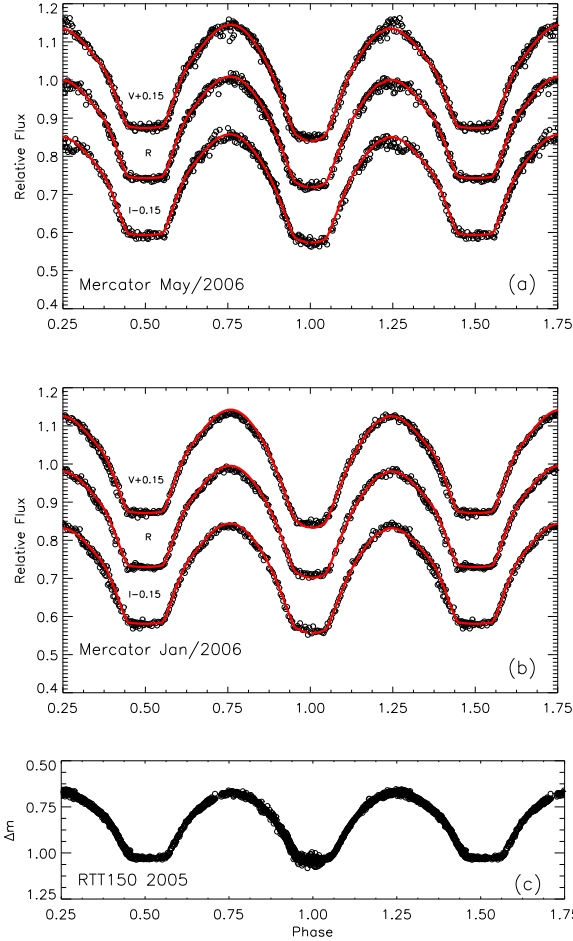 1.2
1.1
1.0
0.9
0.8
0.7
0.6
0.5
0.4
Relative Flux
V+0.15
R
I-0.15
Mercator May/2006
(a)
0.25 0.50 0.75 1.00 1.25 1.50 1.75
1.2
1.1
1.0
0.9
0.8
0.7
0.6
0.5
0.4
Relative Flux
V+0.15
R
I-0.15
Mercator Jan/2006
(b)
0.25 0.50 0.75 1.00 1.25 1.50 1.75
0.50
0.75
1.00
1.25
Δm
RTT150 2005
(c)
0.25 0.50 0.75 1.00 1.25 1.50 1.75
Phase